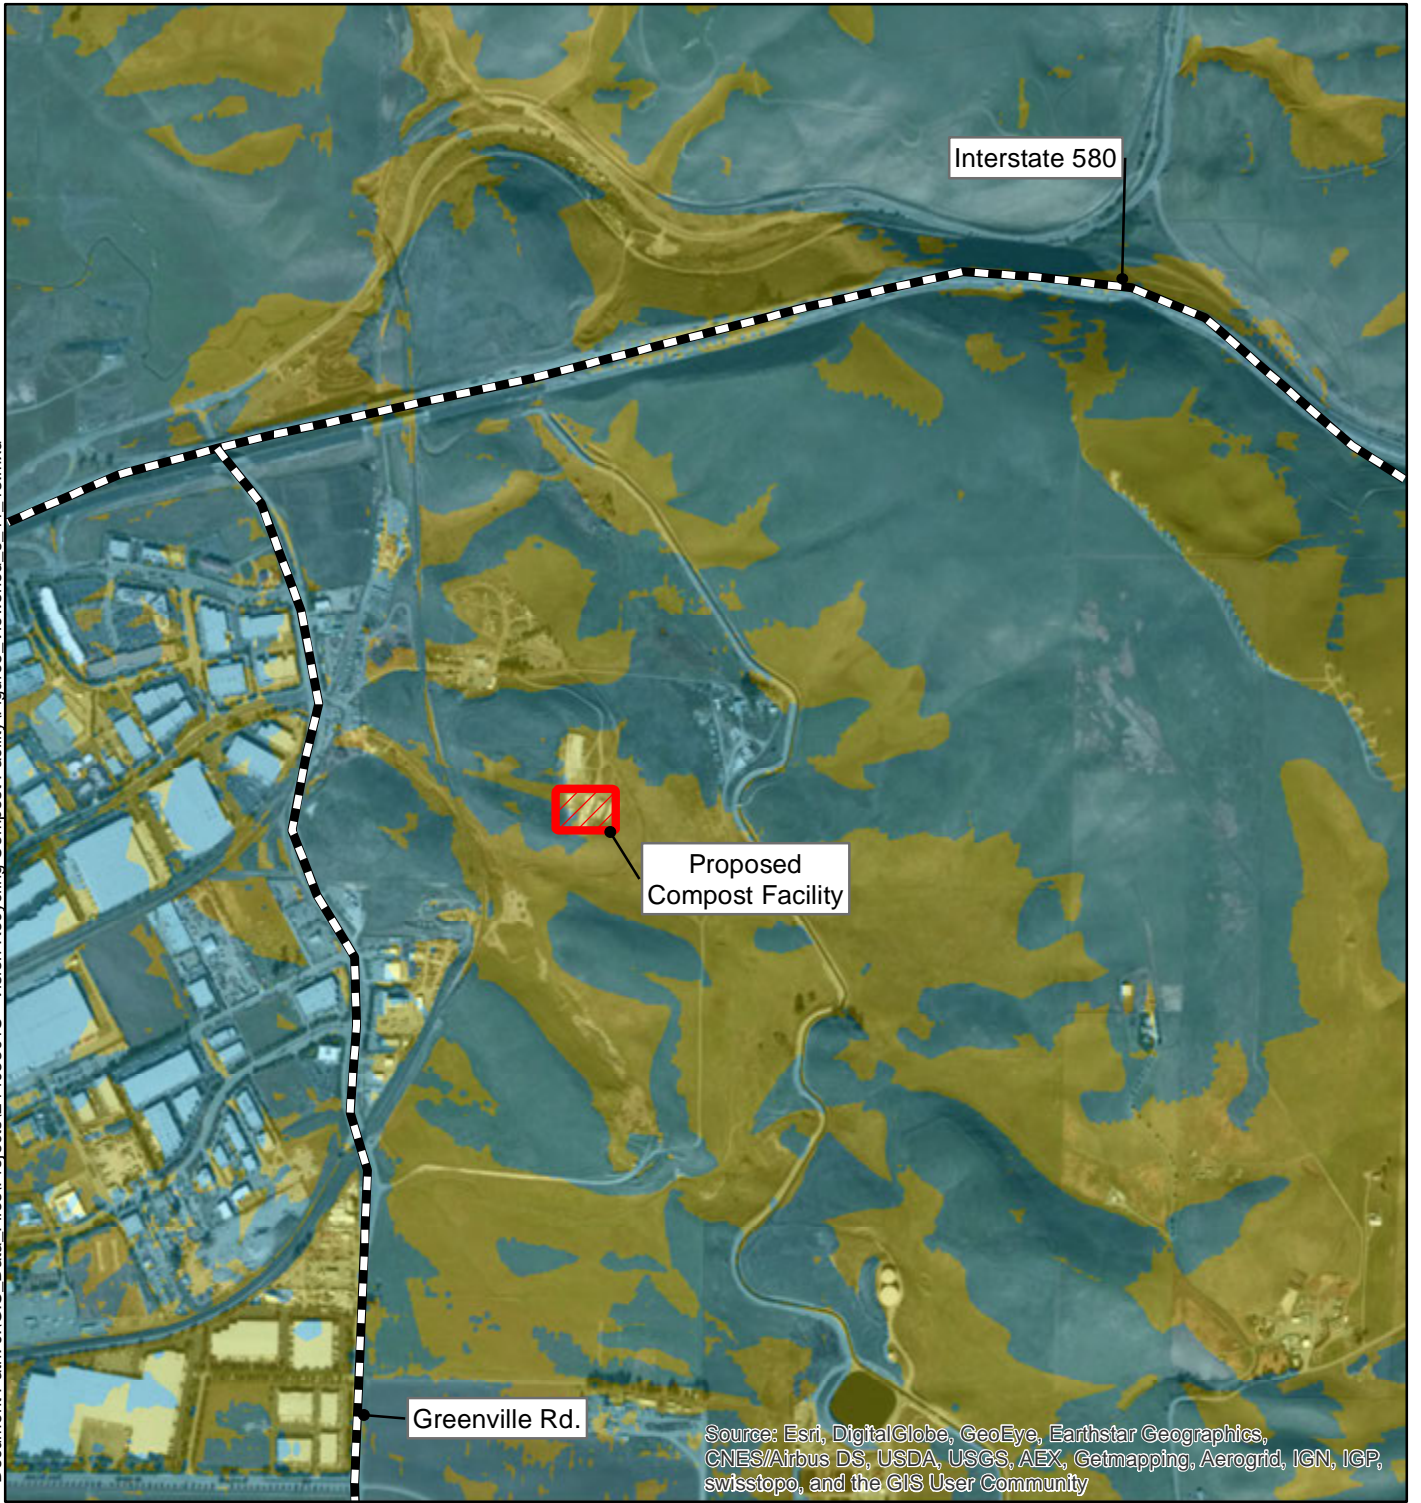 Interstate 580
Proposed
Compost Facility
Greenville Rd.
Source: Esri, DigitalGlobe, GeoEye, Earthstar Geographics,
CNES/Airbus DS, USDA, USGS, AEX, Getmapping, Aerogrid, IGN, IGP,
swisstopo, and the GIS User Community